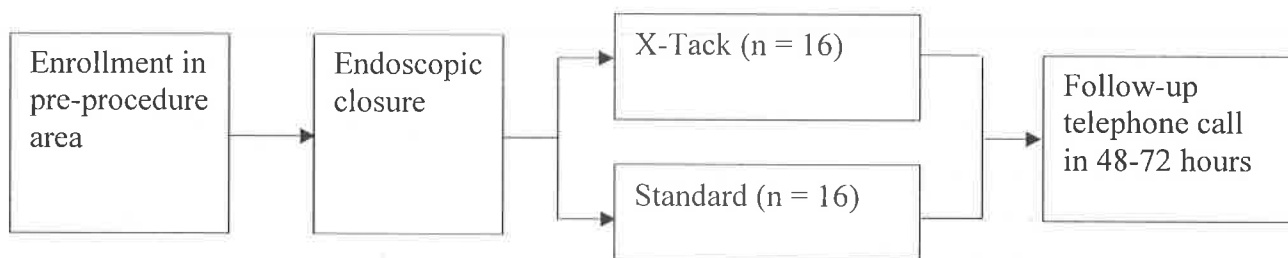 Enrollment in
pre-procedure
area
Endoscopic
closure
X-Tack (n = 16)
Standard (n = 16)
Follow-up
telephone call
in 48-72 hours